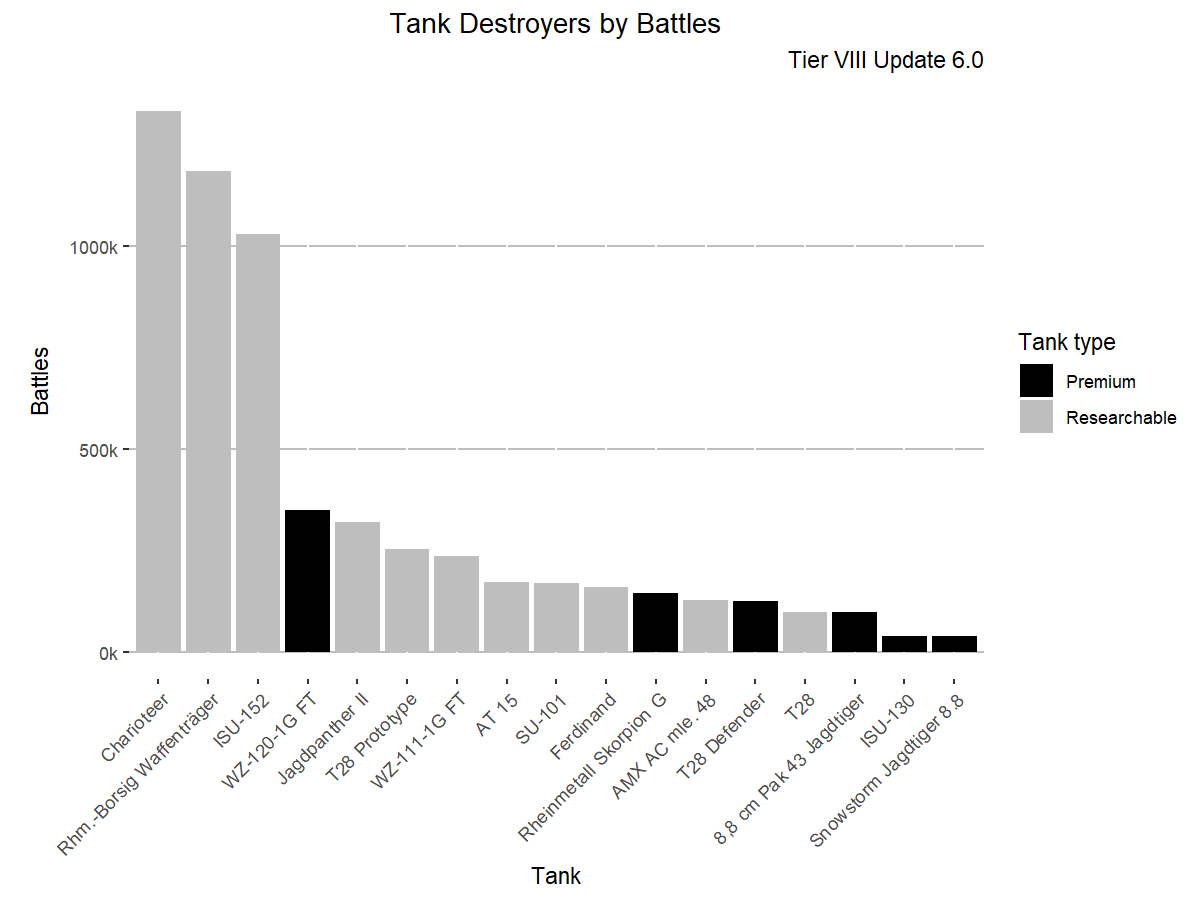 Tank Destroyers by Battles
Tier VIII Update 6.0
Battles
1000k
500k
0k
Charioteer
Rhm.-Borsig Waffenträger
ISU-152
WZ-120-1G FT
Jagdpanther II
T28 Prototype
WZ-111-1G FT
AT 15
SU-101
Ferdinand
Rheinmetall Skorpion G
AMX AC mle. 48
T28 Defender
T28
8,8 cm Pak 43 Jagdtiger
ISU-130
Snowstorm Jagdtiger 8.8
Tank
Tank type
Premium
Researchable